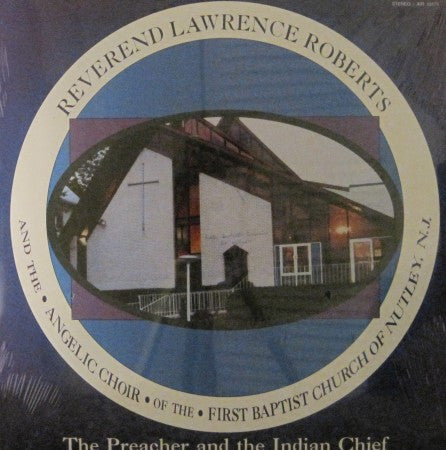 REVEREND LAWRENCE ROBERTS
AND THE • ANGELIC CHOIR • OF THE • FIRST BAPTIST CHURCH OF NUTLEY, N.J.
The Preacher and the Indian Chief